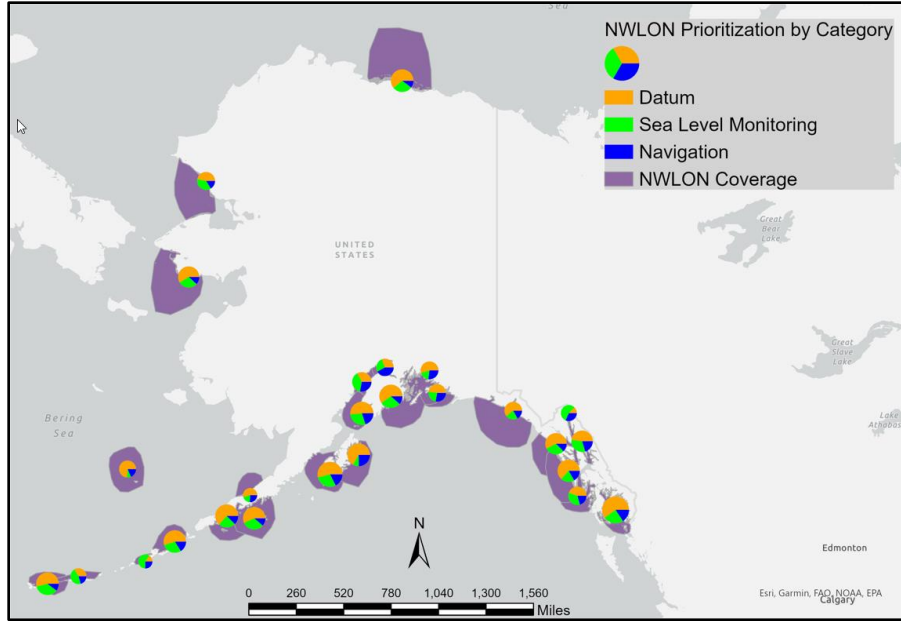 Sea
NWLON Prioritization by Category
Datum
Sea Level Monitoring
Navigation
NWLON Coverage
Great
Bear
Lake
UNITED
STATES
Great
Slave
Lake
Bering
Sea
Lake
Athabas
N
Edmonton
0 260 520 780 1,040 1,300 1,560
Miles
Esri, Garmin, FAO, NOAA, EPA
Calgary